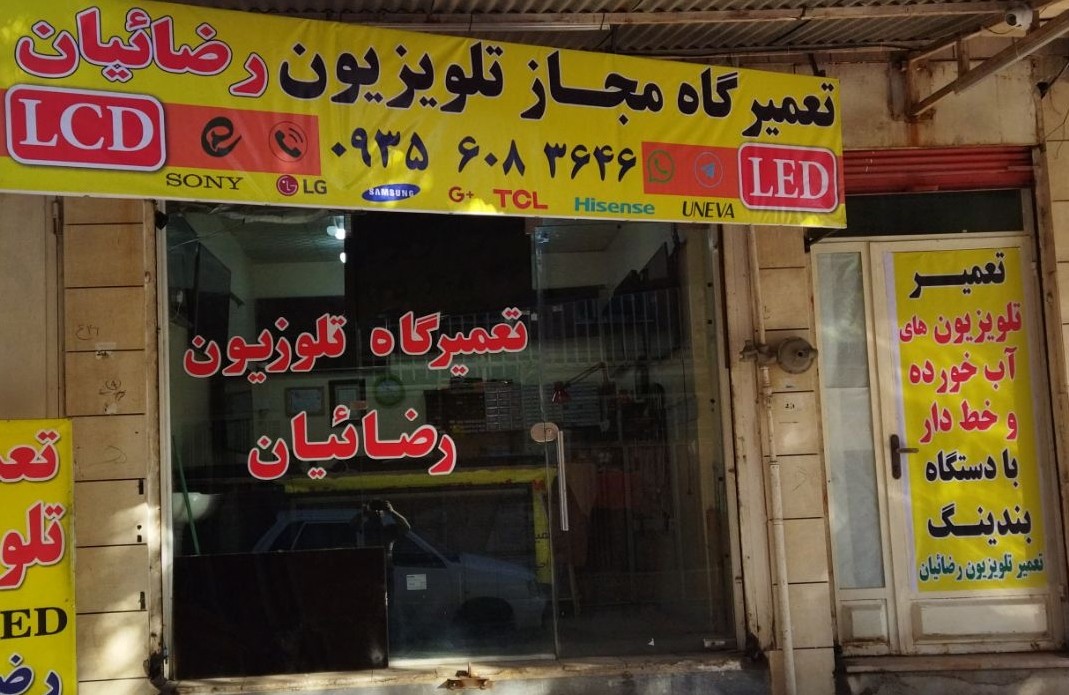 تعمیرگاه مجاز تلویزیون رضائیان
LCD
۰۹۳۵ ۶۰۸ ۳۶۴۶
LED
SONY LG SAMSUNG G+ TCL Hisense UNEVA
تعمیرگاه تلوزیون
رضائیان
تعمیر
تلویزیون های
آب خورده
و خط دار
با دستگاه
بندینگ
تعمیر تلویزیون رضائیان